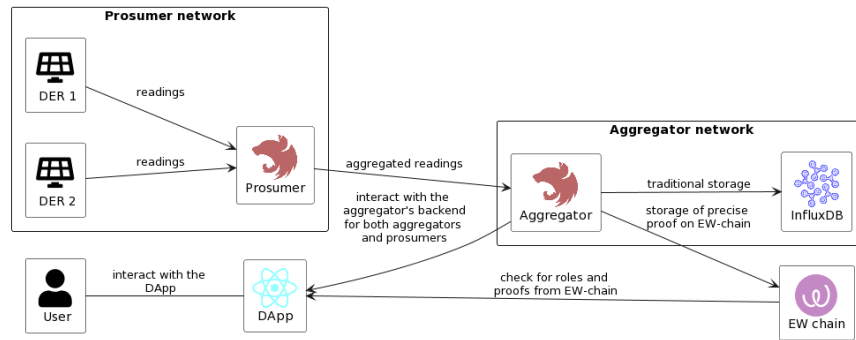 Prosumer network
DER 1
readings
DER 2
readings
Prosumer
aggregated readings
Aggregator network
Aggregator
traditional storage
InfluxDB
storage of precise
proof on EW-chain
interact with the
aggregator's backend
for both aggregators
and prosumers
User
interact with the
DApp
DApp
check for roles and
proofs from EW-chain
EW chain